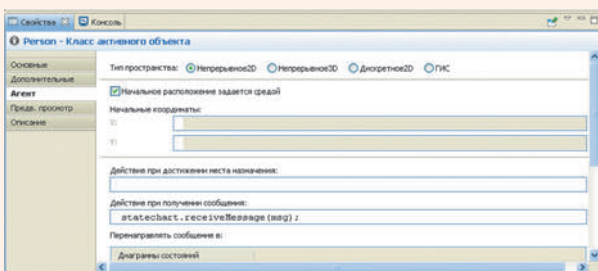 Свойства Консоль
Person - Класс активного объекта
Основные
Дополнительные
Агент
Предв. просмотр
Описание
Тип пространства: Непрерывное2D Непрерывное3D Дискретное2D ГИС
Начальное расположение задается средой
Начальные координаты:
X:
Y:
Действие при достижении места назначения:
Действие при получении сообщения:
statechart.receiveMessage(msg);
Перенаправлять сообщение в:
Диаграммы состояний